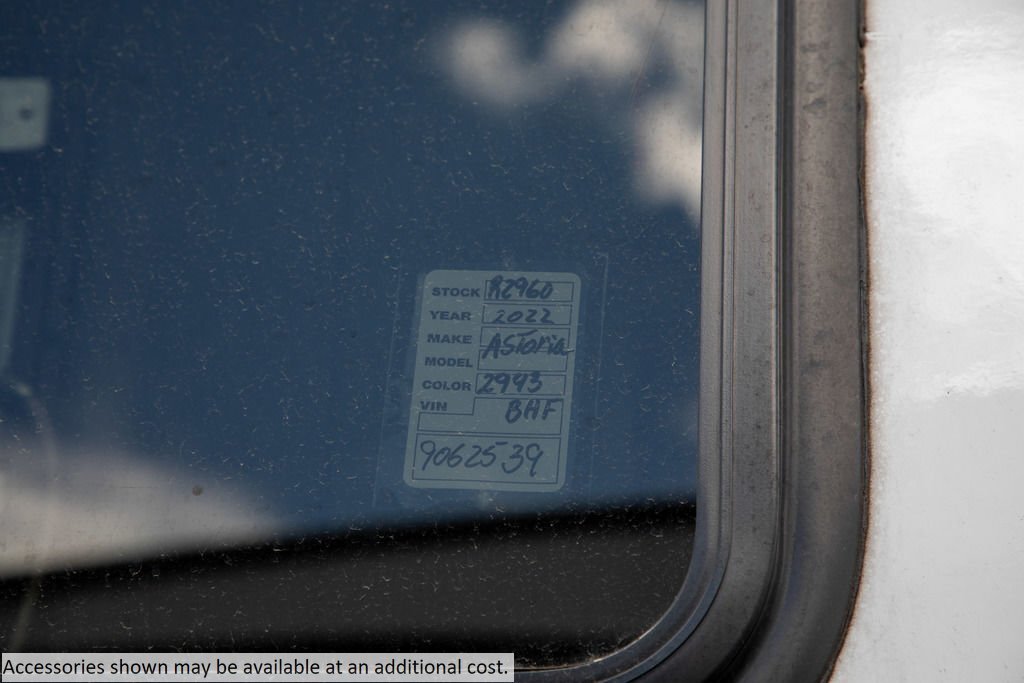 STOCK R2960
YEAR 2022
MAKE ASTORIA
MODEL
COLOR 2943
VIN BHF
9062539
Accessories shown may be available at an additional cost.